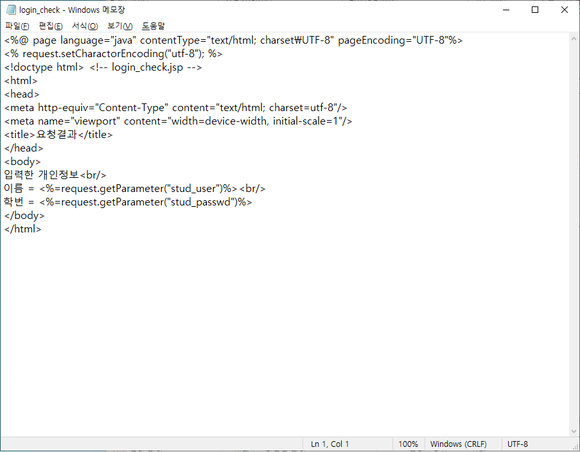 login_check - Windows 메모장
파일(F) 편집(E) 서식(O) 보기(V) 도움말
<%@ page language="java" contentType="text/html; charset₩UTF-8" pageEncoding="UTF-8"%>
<% request.setCharactorEncoding("utf-8"); %>
<!doctype html> <!-- login_check.jsp -->
<html>
<head>
<meta http-equiv="Content-Type" content="text/html; charset=utf-8"/>
<meta name="viewport" content="width=device-width, initial-scale=1"/>
<title>요청결과</title>
</head>
<body>
입력한 개인정보<br/>
이름 = <%=request.getParameter("stud_user")%><br/>
학번 = <%=request.getParameter("stud_passwd")%>
</body>
</html>
Ln 1, Col 1 100% Windows (CRLF) UTF-8